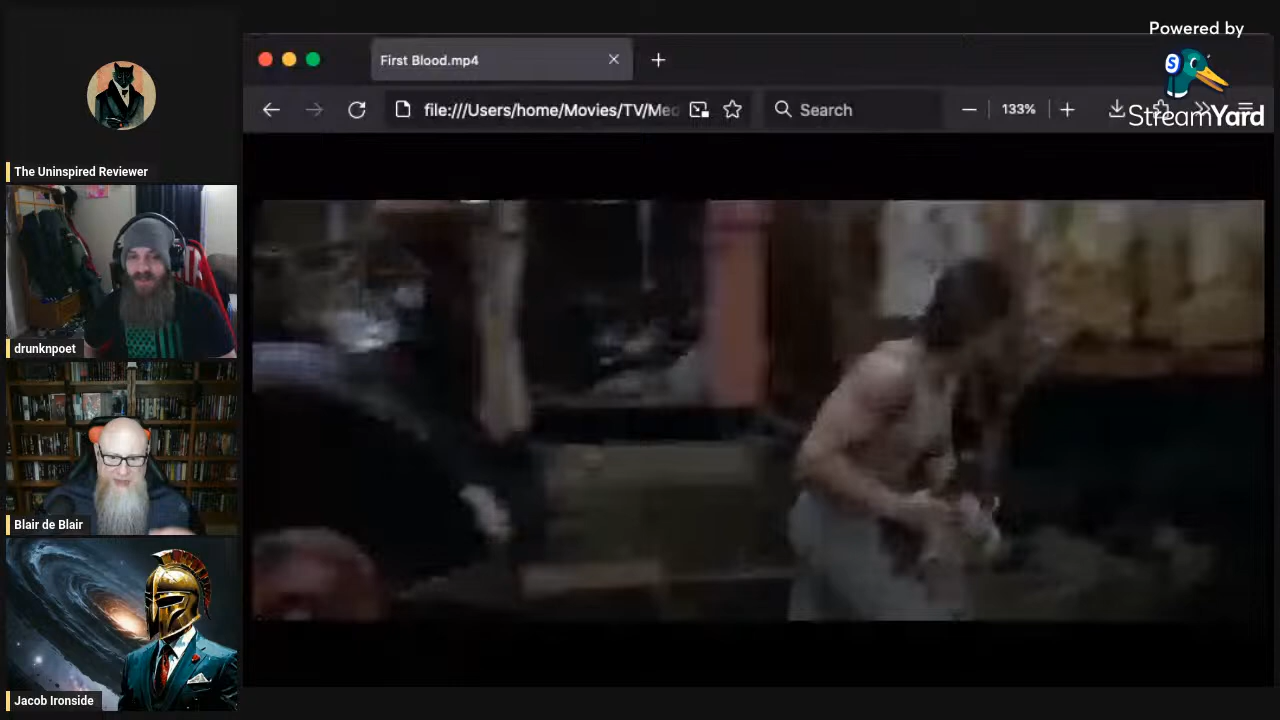 Powered by
StreamYard
First Blood.mp4
file:///Users/home/Movies/TV/Med
Search
133%
The Uninspired Reviewer
drunknpoet
Blair de Blair
Jacob Ironside